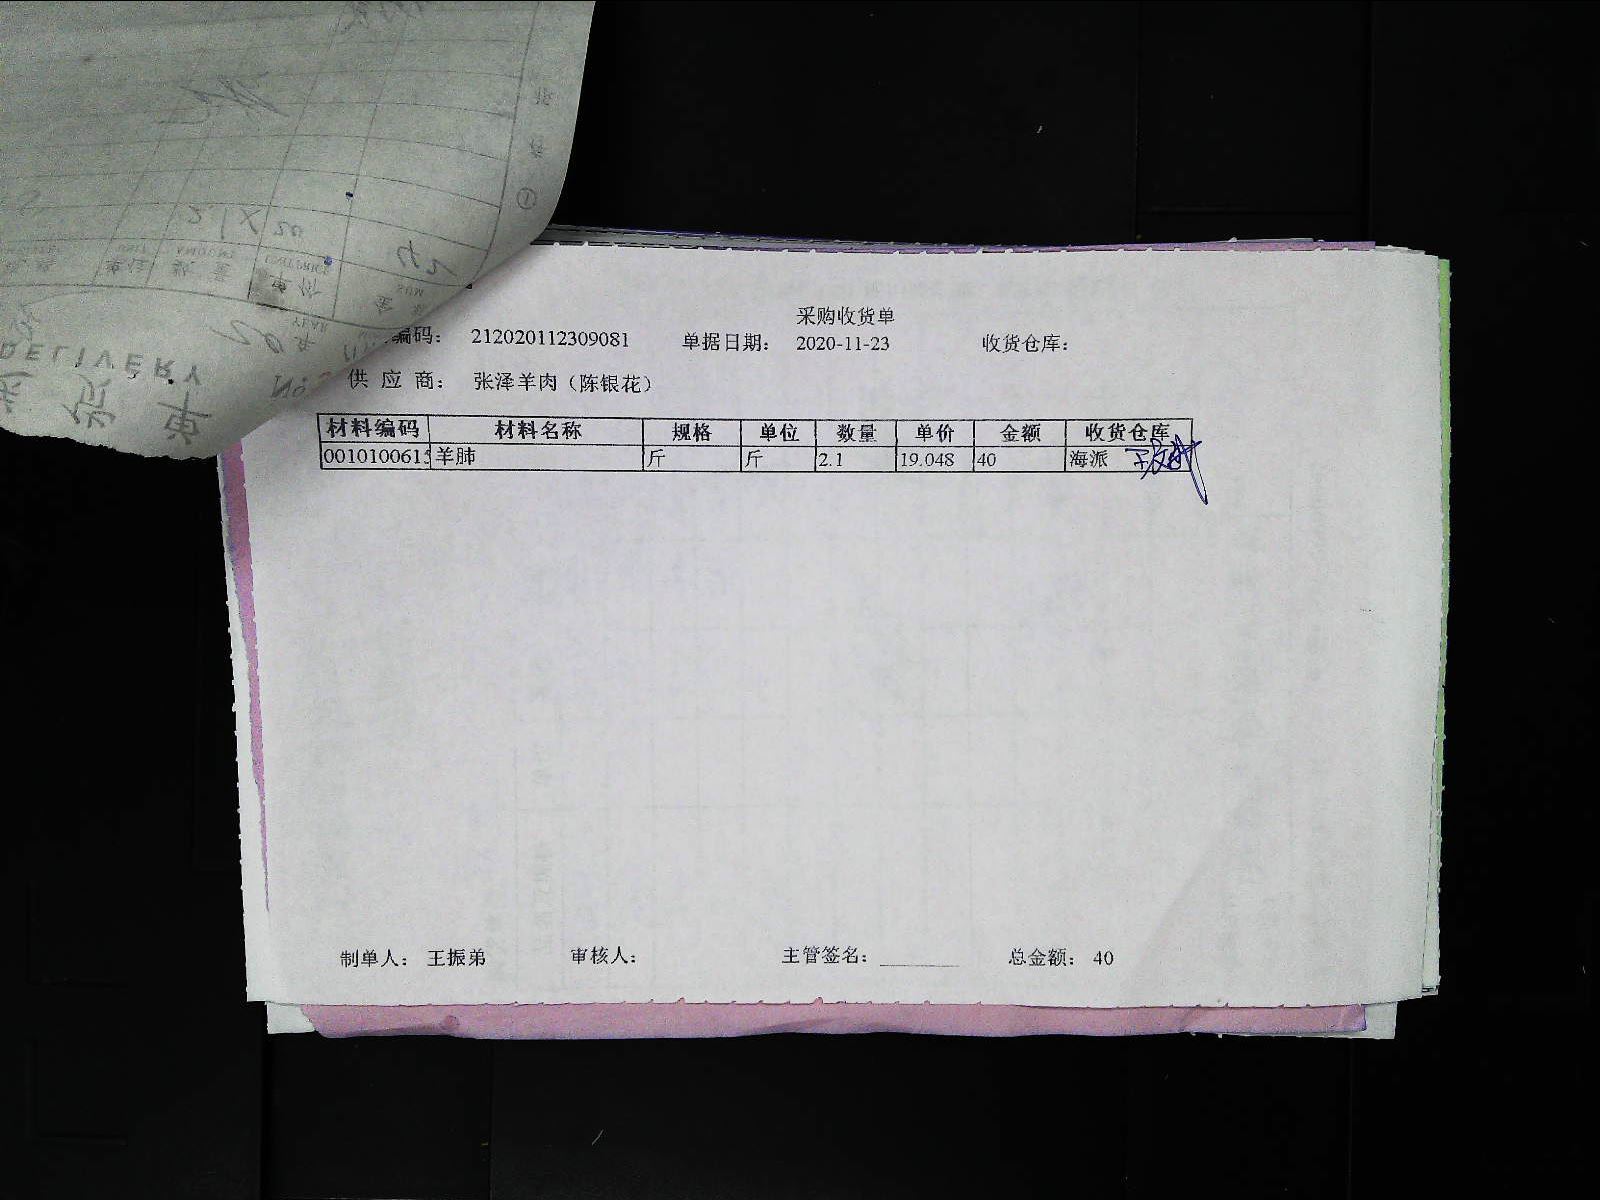 采购收货单
编码： 212020112309081 单据日期： 2020-11-23 收货仓库：
供 应 商： 张泽羊肉（陈银花）
材料编码 材料名称 规格 单位 数量 单价 金额 收货仓库
001010061 羊肺 斤 斤 2.1 19.048 40 海派
制单人： 王振弟 审核人： 主管签名： 总金额： 40
DELIVERY